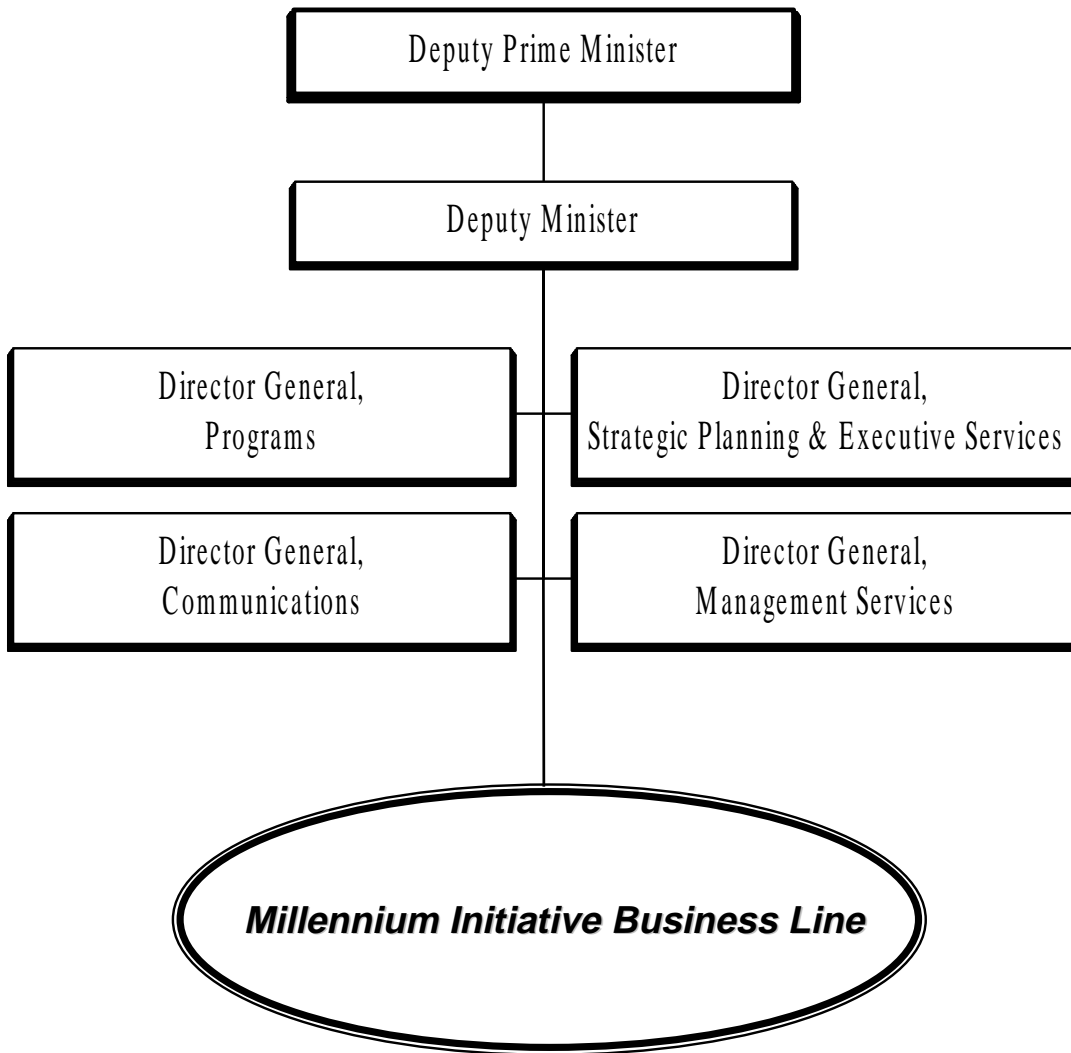 Deputy Prime Minister
Deputy Minister
Director General,
Programs
Director General,
Strategic Planning & Executive Services
Director General,
Communications
Director General,
Management Services
Millennium Initiative Business Line